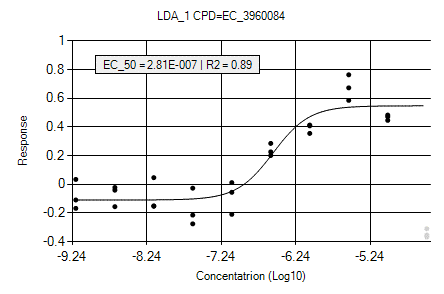 LDA_1 CPD=EC_3960084
1
EC_50 = 2.81E-007 | R2 = 0.89
0.8
0.6
0.4
0.2
0
-0.2
-0.4
Response
-9.24 -8.24 -7.24 -6.24 -5.24
Concentatrion (Log10)